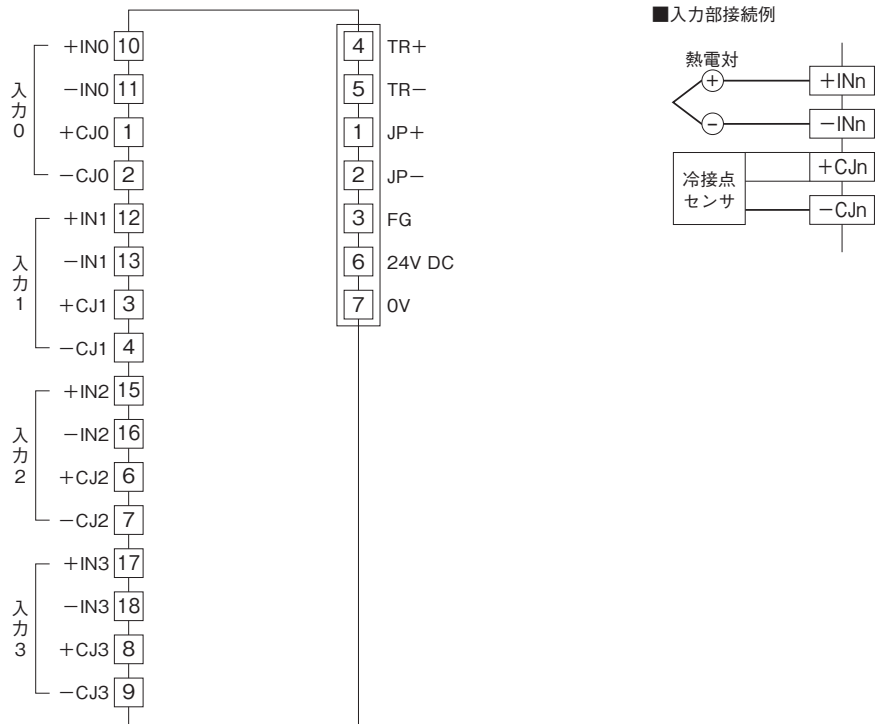 入力0
+IN0 10
−IN0 11
+CJ0 1
−CJ0 2
入力1
+IN1 12
−IN1 13
+CJ1 3
−CJ1 4
入力2
+IN2 15
−IN2 16
+CJ2 6
−CJ2 7
入力3
+IN3 17
−IN3 18
+CJ3 8
−CJ3 9
4 TR+
5 TR−
1 JP+
2 JP−
3 FG
6 24V DC
7 0V
■入力部接続例
熱電対
+ +INn
− −INn
冷接点
センサ
+CJn
−CJn